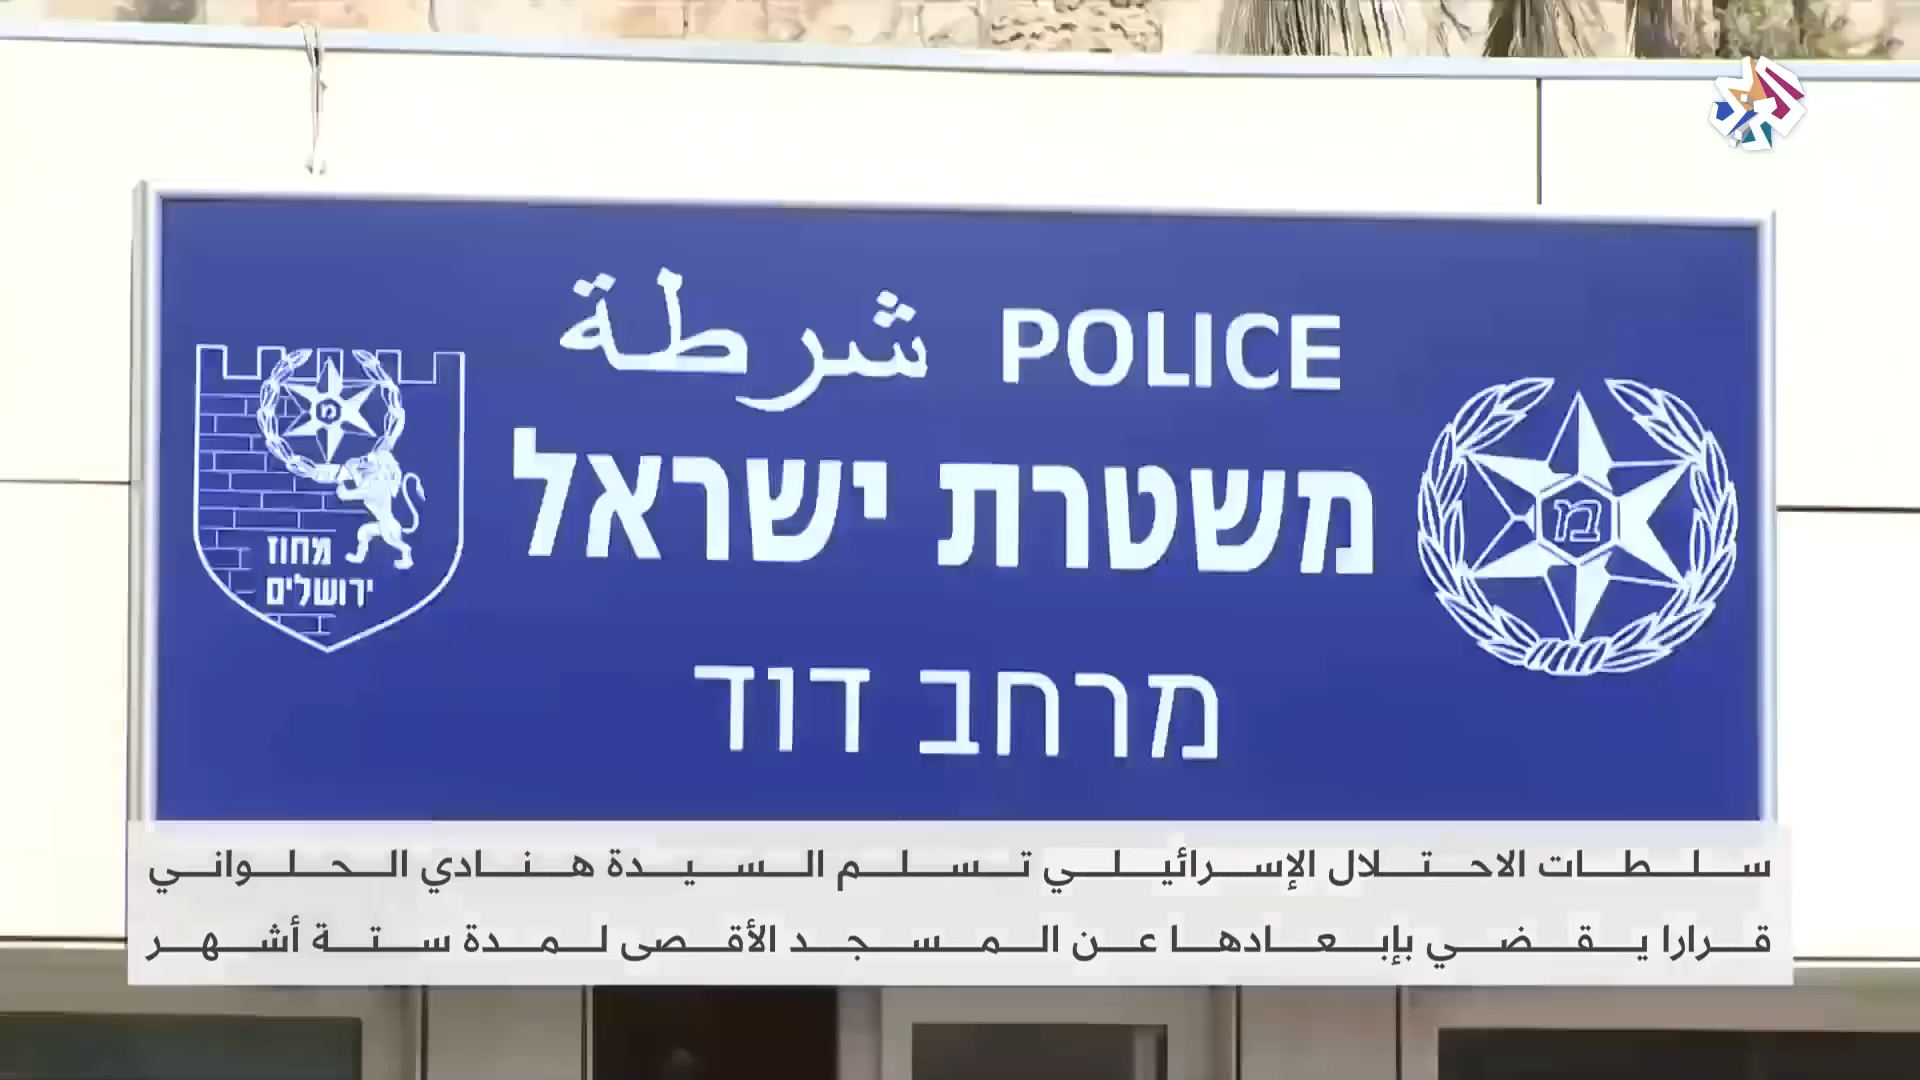 شرطة POLICE
משטרת ישראל
מרחב דוד
מחוז
ירושלים
מ
מ
سلطات الاحتلال الإسرائيلي تسلم السيدة هنادي الحلواني
قرارا يقضي بإبعادها عن المسجد الأقصى لمدة ستة أشهر